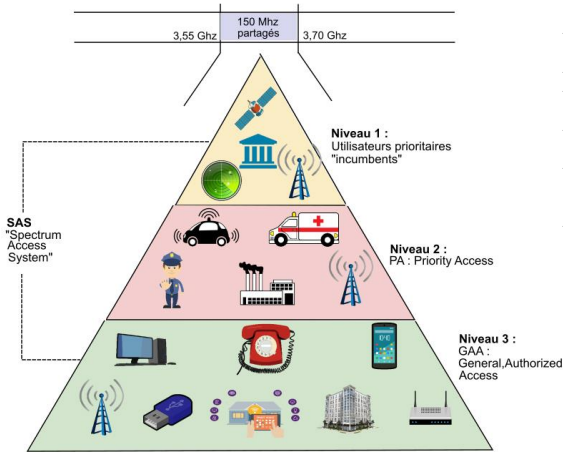 150 Mhz
partagés
3,55 Ghz
3,70 Ghz
Niveau 1 :
Utilisateurs prioritaires
"incumbents"
SAS
"Spectrum
Access
System"
Niveau 2 :
PA : Priority Access
Niveau 3 :
GAA :
General,Authorized
Access